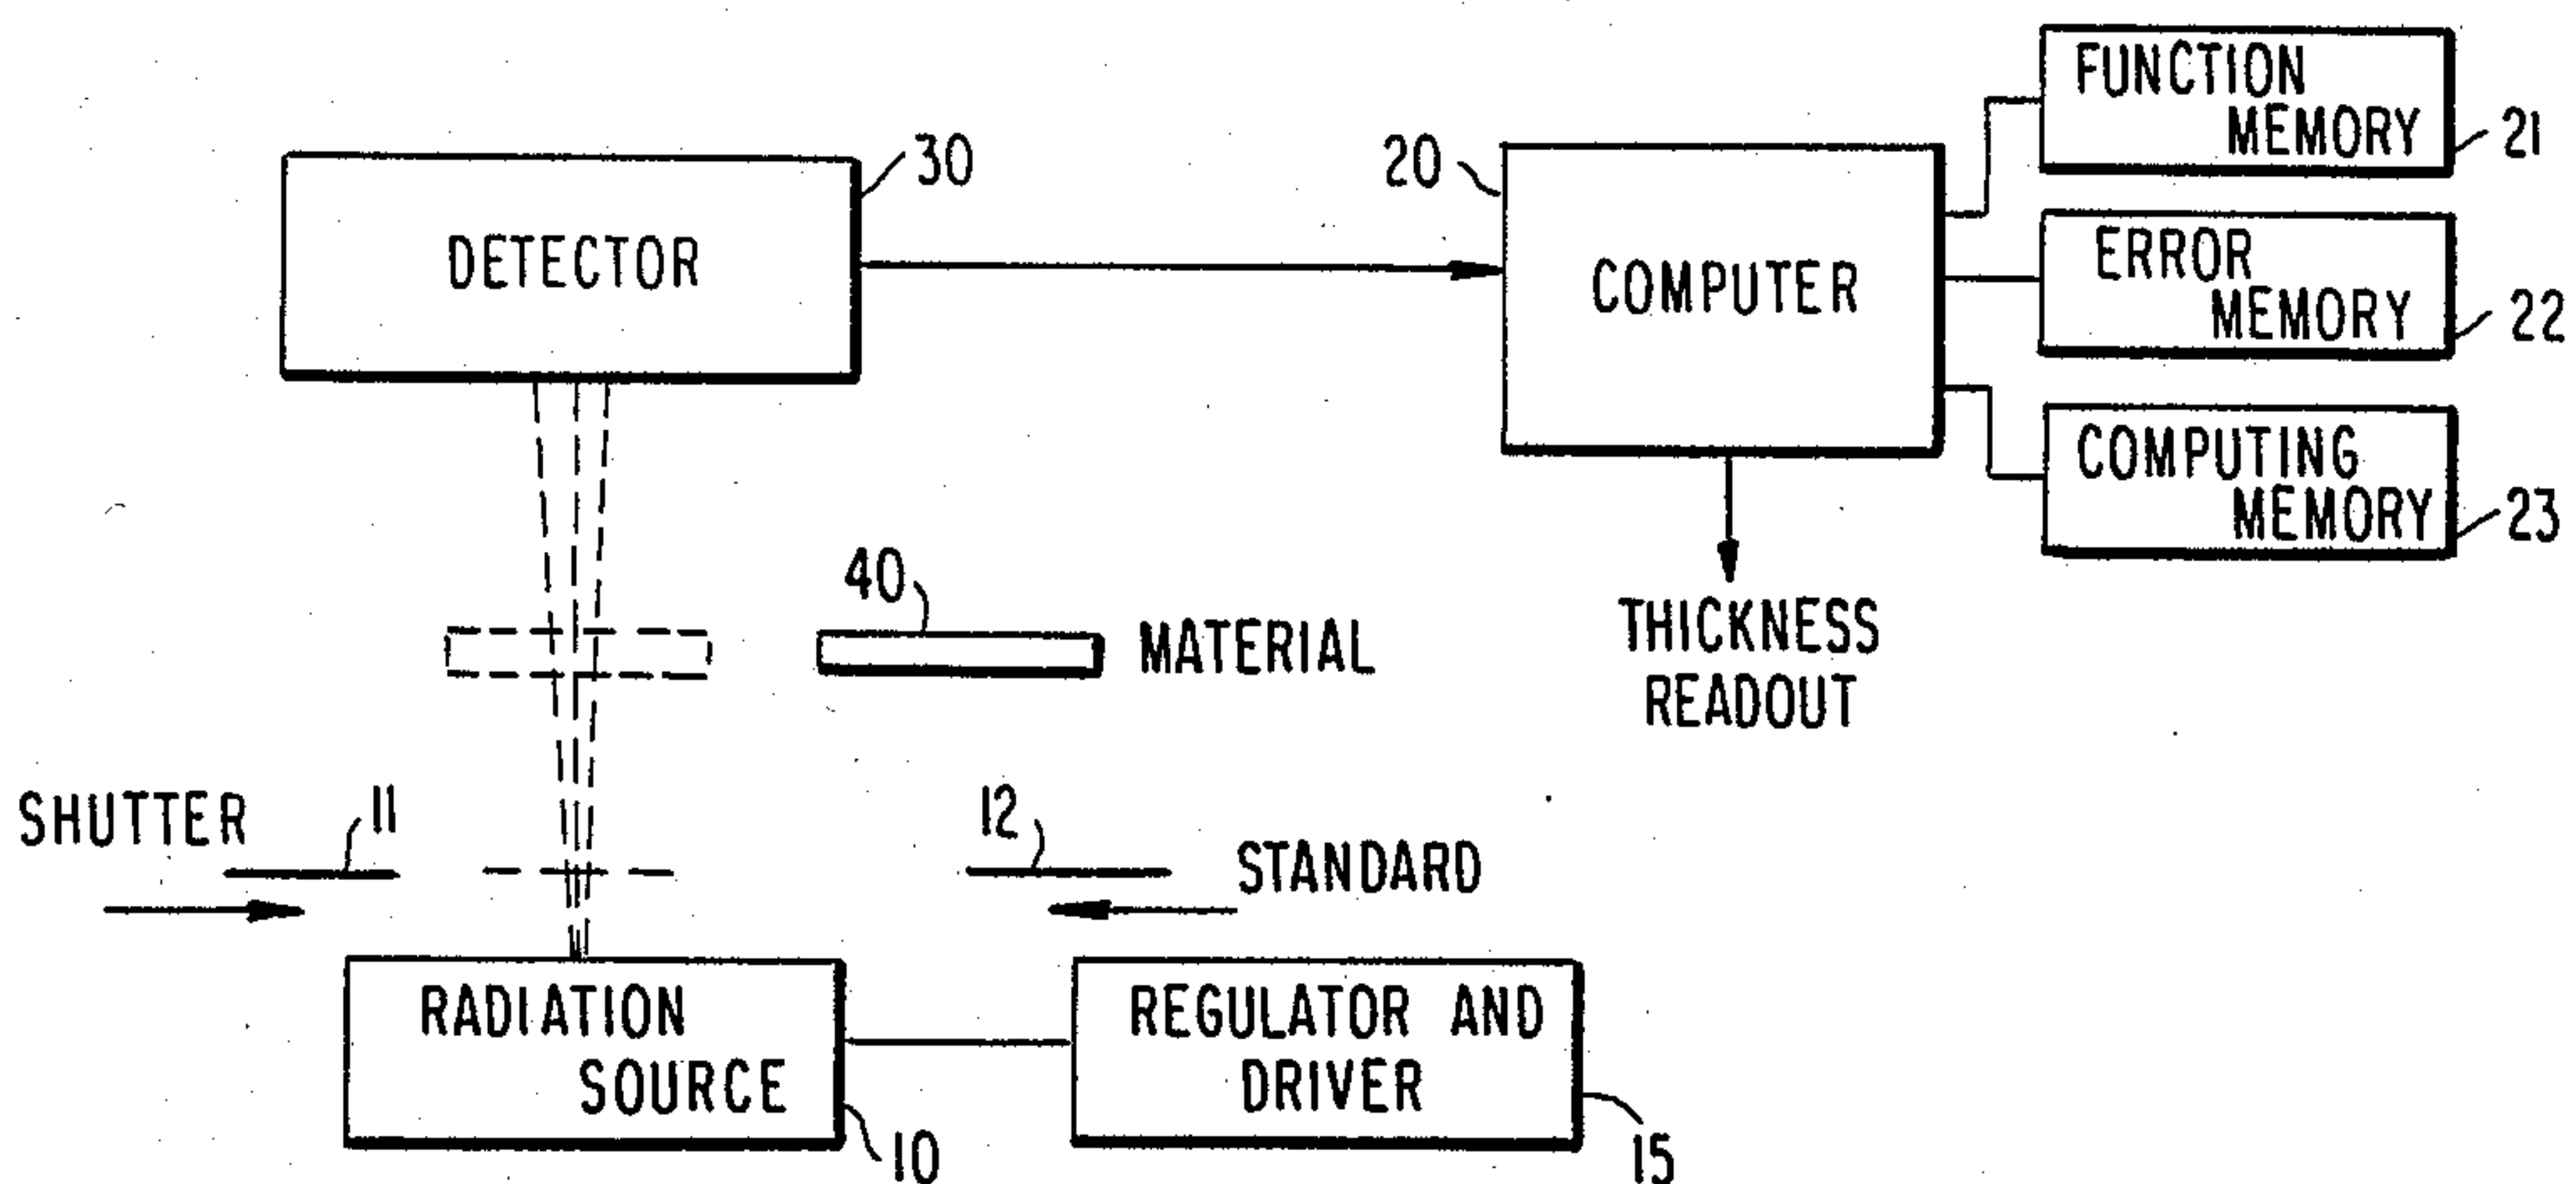 FUNCTION
MEMORY
21
30
20
DETECTOR
COMPUTER
ERROR
MEMORY
22
COMPUTING
MEMORY
23
40
MATERIAL
THICKNESS
READOUT
SHUTTER
11
12
STANDARD
RADIATION
SOURCE
10
REGULATOR AND
DRIVER
15